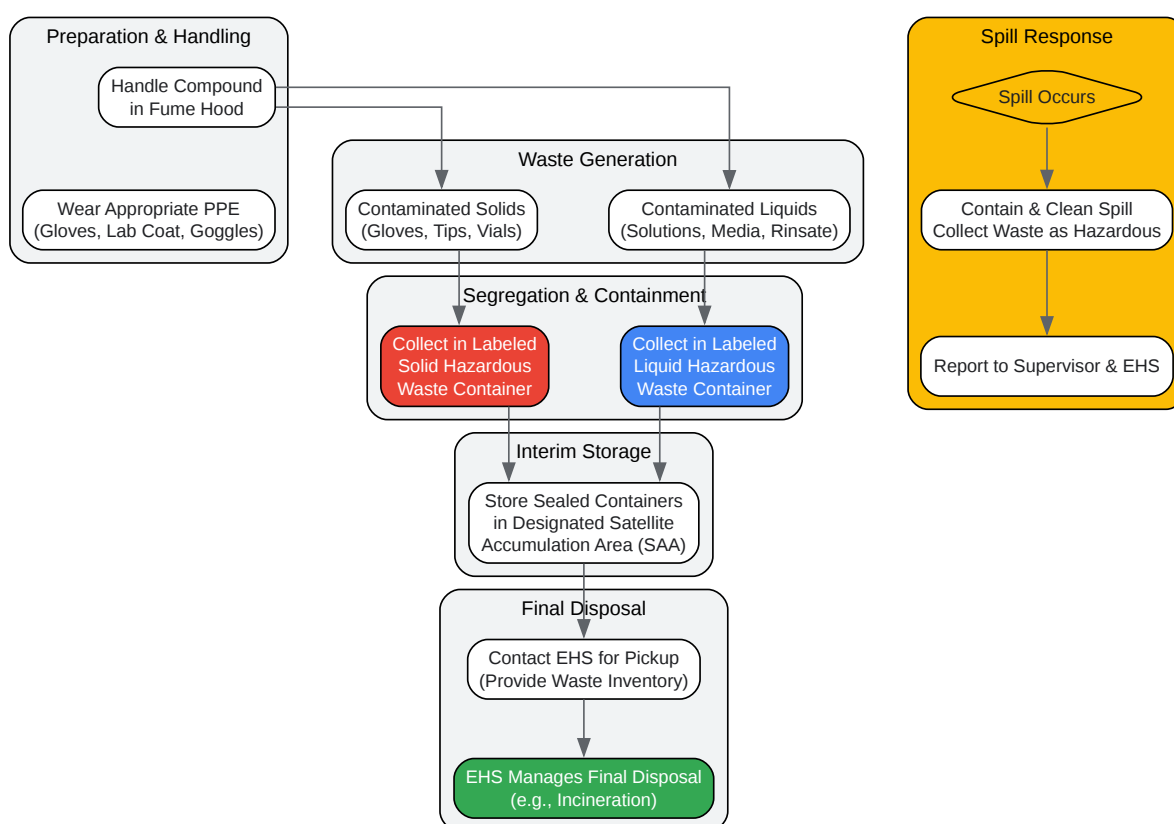 Preparation & Handling
Handle Compound
in Fume Hood
Wear Appropriate PPE
(Gloves, Lab Coat, Goggles)
Waste Generation
Contaminated Solids
(Gloves, Tips, Vials)
Contaminated Liquids
(Solutions, Media, Rinsate)
Segregation & Containment
Collect in Labeled
Solid Hazardous
Waste Container
Collect in Labeled
Liquid Hazardous
Waste Container
Interim Storage
Store Sealed Containers
in Designated Satellite
Accumulation Area (SAA)
Final Disposal
Contact EHS for Pickup
(Provide Waste Inventory)
EHS Manages Final Disposal
(e.g., Incineration)
Spill Response
Spill Occurs
Contain & Clean Spill
Collect Waste as Hazardous
Report to Supervisor & EHS